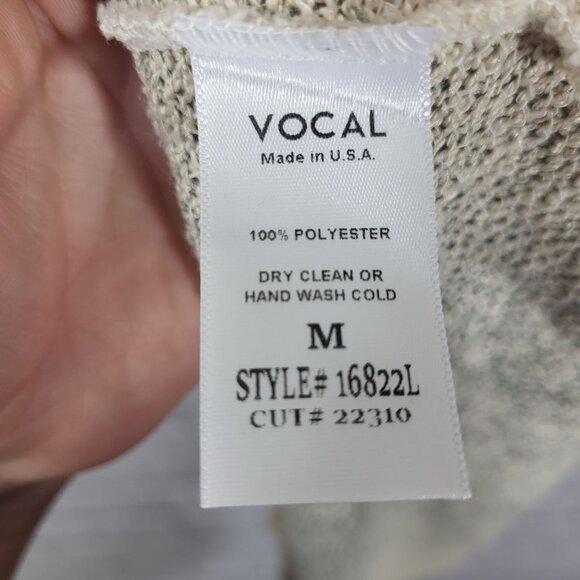 VOCAL
Made in U.S.A.
100% POLYESTER
DRY CLEAN OR
HAND WASH COLD
M
STYLE# 16822L
CUT# 22310